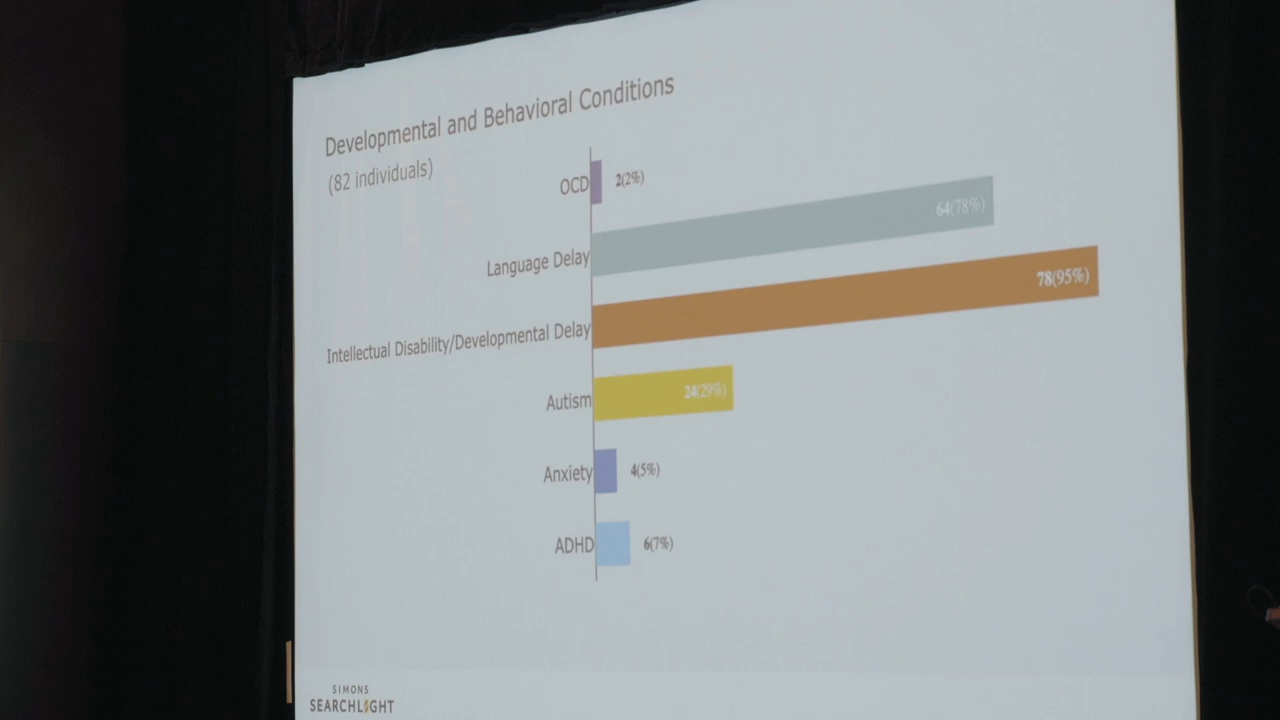 Developmental and Behavioral Conditions
(82 individuals)
OCD 2(2%)
Language Delay 64(78%)
Intellectual Disability/Developmental Delay 78(95%)
Autism 24(29%)
Anxiety 4(5%)
ADHD 6(7%)
SIMONS
SEARCHLIGHT